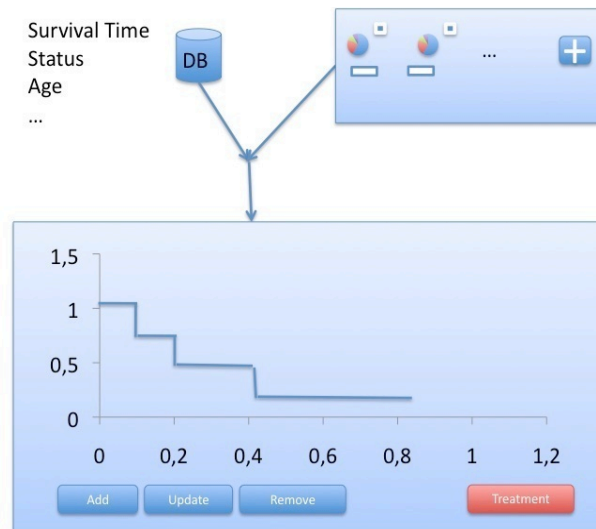 Survival Time
Status
Age
...
DB
...
1,5
1
0,5
0
0 0,2 0,4 0,6 0,8 1 1,2
Add Update Remove Treatment